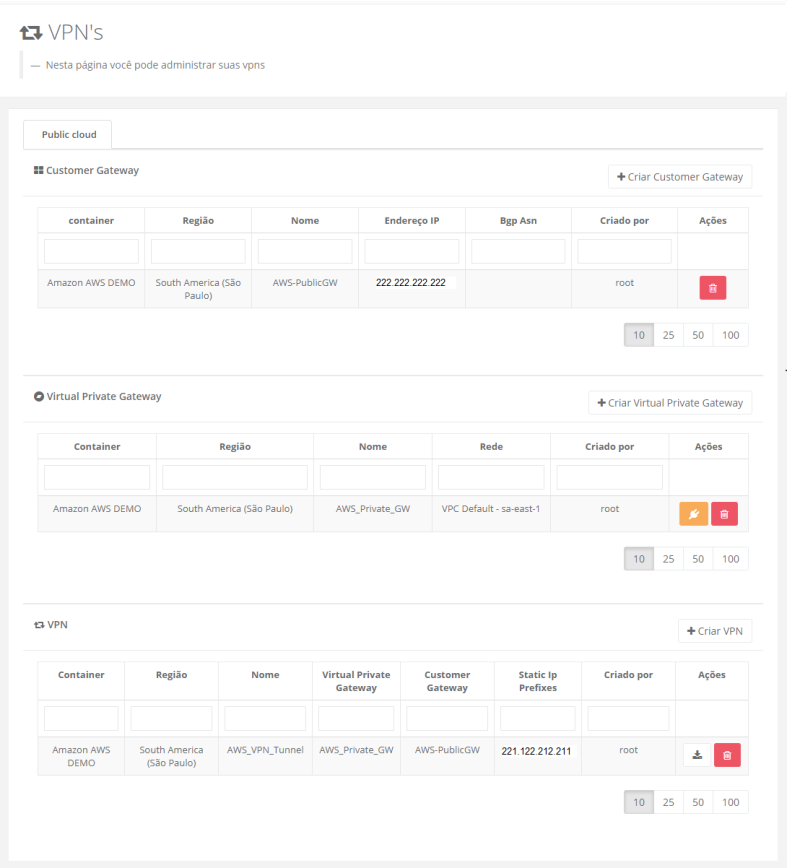 VPN's
— Nesta página você pode administrar suas vpns
Public cloud
Customer Gateway
+ Criar Customer Gateway
container Região Nome Endereço IP Bgp Asn Criado por Ações
Amazon AWS DEMO South America (São AWS-PublicGW 222.222.222.222 root
Paulo)
10 25 50 100
Virtual Private Gateway
+ Criar Virtual Private Gateway
Container Região Nome Rede Criado por Ações
Amazon AWS DEMO South America (São Paulo) AWS_Private_GW VPC Default - sa-east-1 root
10 25 50 100
VPN
+ Criar VPN
Container Região Nome Virtual Private Customer Static Ip Criado por Ações
Gateway Gateway Prefixes
Amazon AWS South America AWS_VPN_Tunnel AWS_Private_GW AWS-PublicGW 221.122.212.211 root
DEMO (São Paulo)
10 25 50 100